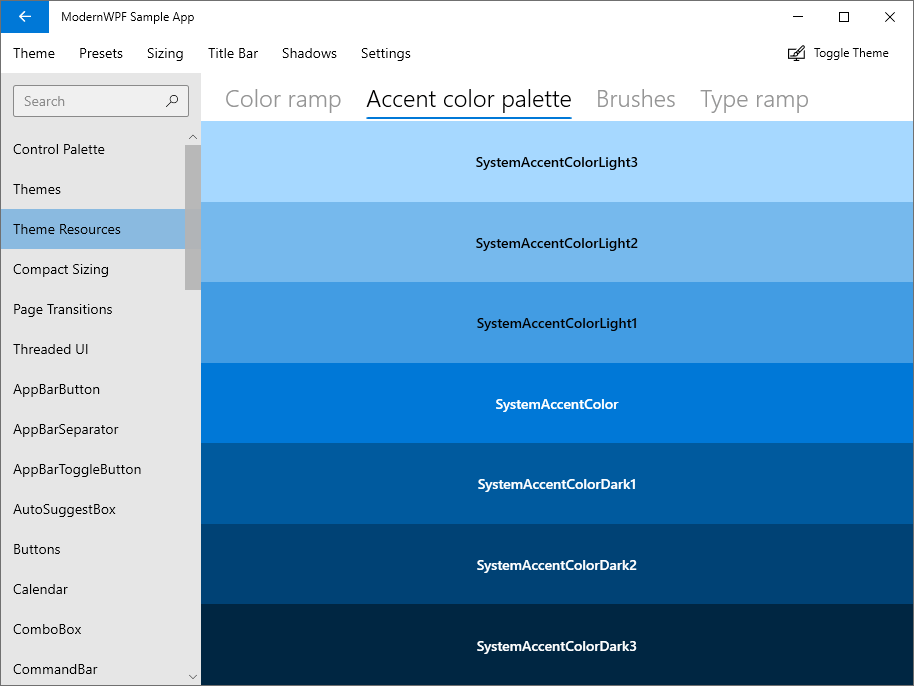 ModernWPF Sample App
Theme Presets Sizing Title Bar Shadows Settings Toggle Theme
Search
Control Palette
Themes
Theme Resources
Compact Sizing
Page Transitions
Threaded UI
AppBarButton
AppBarSeparator
AppBarToggleButton
AutoSuggestBox
Buttons
Calendar
ComboBox
CommandBar
Color ramp Accent color palette Brushes Type ramp
SystemAccentColorLight3
SystemAccentColorLight2
SystemAccentColorLight1
SystemAccentColor
SystemAccentColorDark1
SystemAccentColorDark2
SystemAccentColorDark3